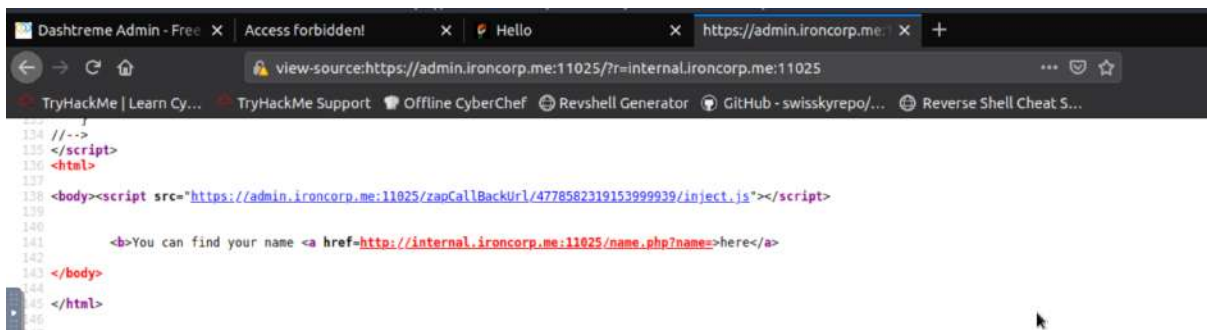 Dashtreme Admin - Free
Access forbidden!
Hello
https://admin.ironcorp.me:
view-source:https://admin.ironcorp.me:11025/?r=internal.ironcorp.me:11025
TryHackMe | Learn Cy...
TryHackMe Support
Offline CyberChef
Revshell Generator
GitHub - swisskyrepo/...
Reverse Shell Cheat S...
133 }
134 //-->
135 </script>
136 <html>
137
138 <body><script src="https://admin.ironcorp.me:11025/zapCallBackUrl/4778582319153999939/inject.js"></script>
139
140
141 <b>You can find your name <a href=http://internal.ironcorp.me:11025/name.php?name=>here</a>
142
143 </body>
144
145 </html>
146